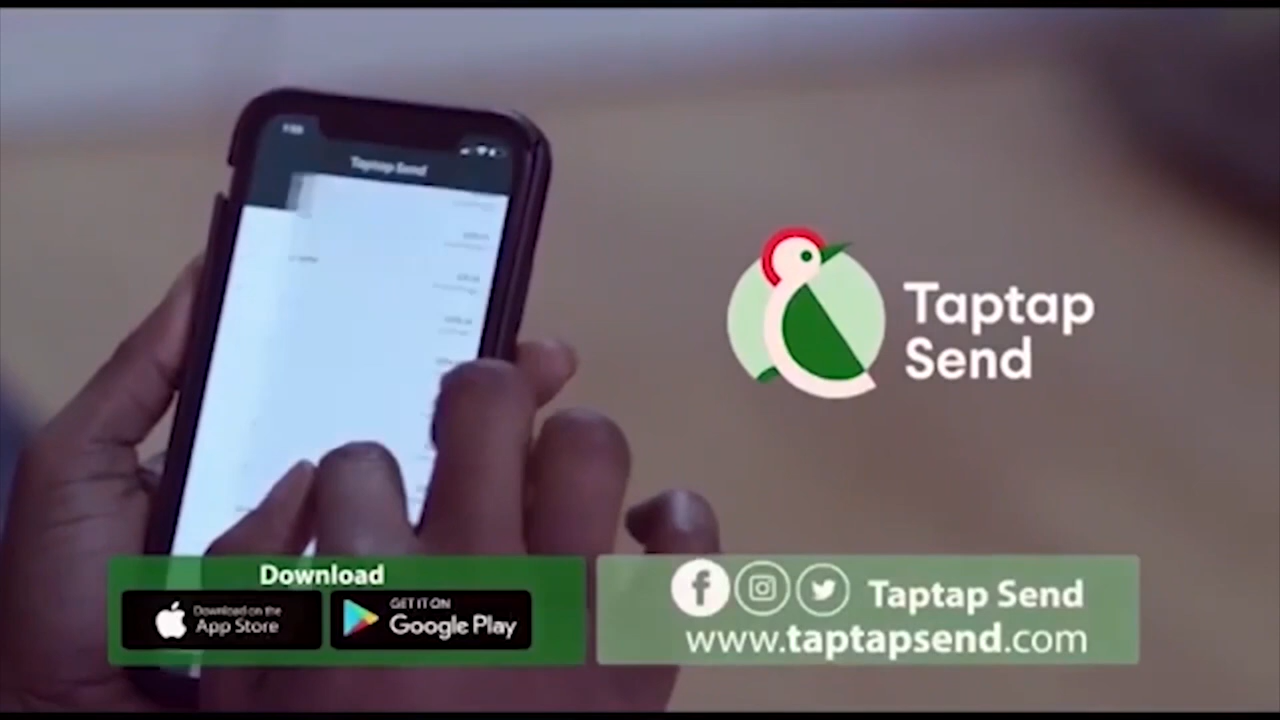 Taptap Send
Taptap
Send
Download
Download on the
App Store
GET IT ON
Google Play
Taptap Send
www.taptapsend.com